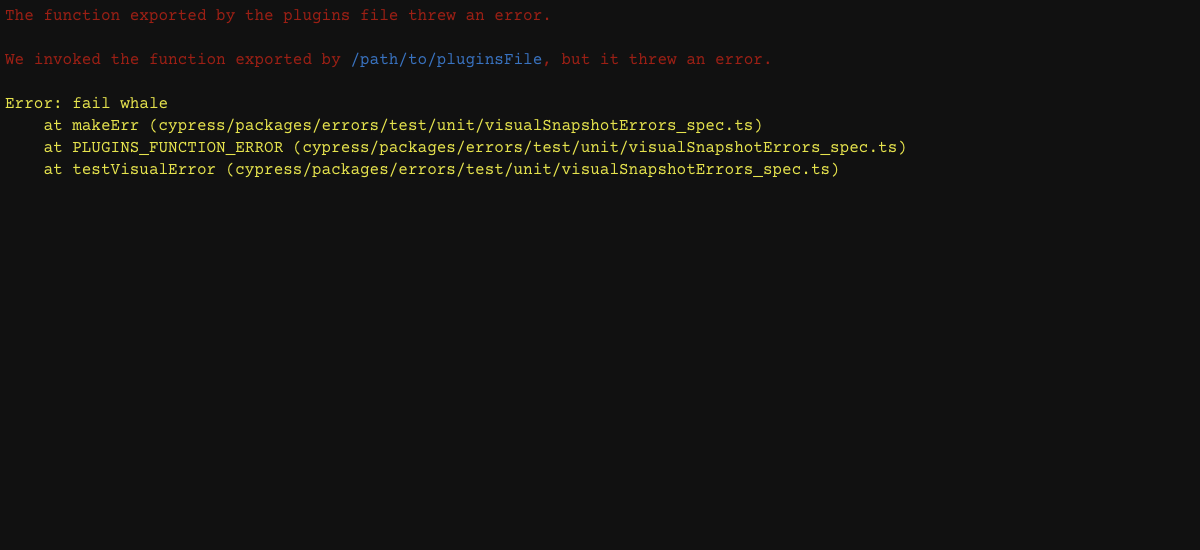 The function exported by the plugins file threw an error.
We invoked the function exported by /path/to/pluginsFile, but it threw an error.
Error: fail whale
    at makeErr (cypress/packages/errors/test/unit/visualSnapshotErrors_spec.ts)
    at PLUGINS_FUNCTION_ERROR (cypress/packages/errors/test/unit/visualSnapshotErrors_spec.ts)
    at testVisualError (cypress/packages/errors/test/unit/visualSnapshotErrors_spec.ts)